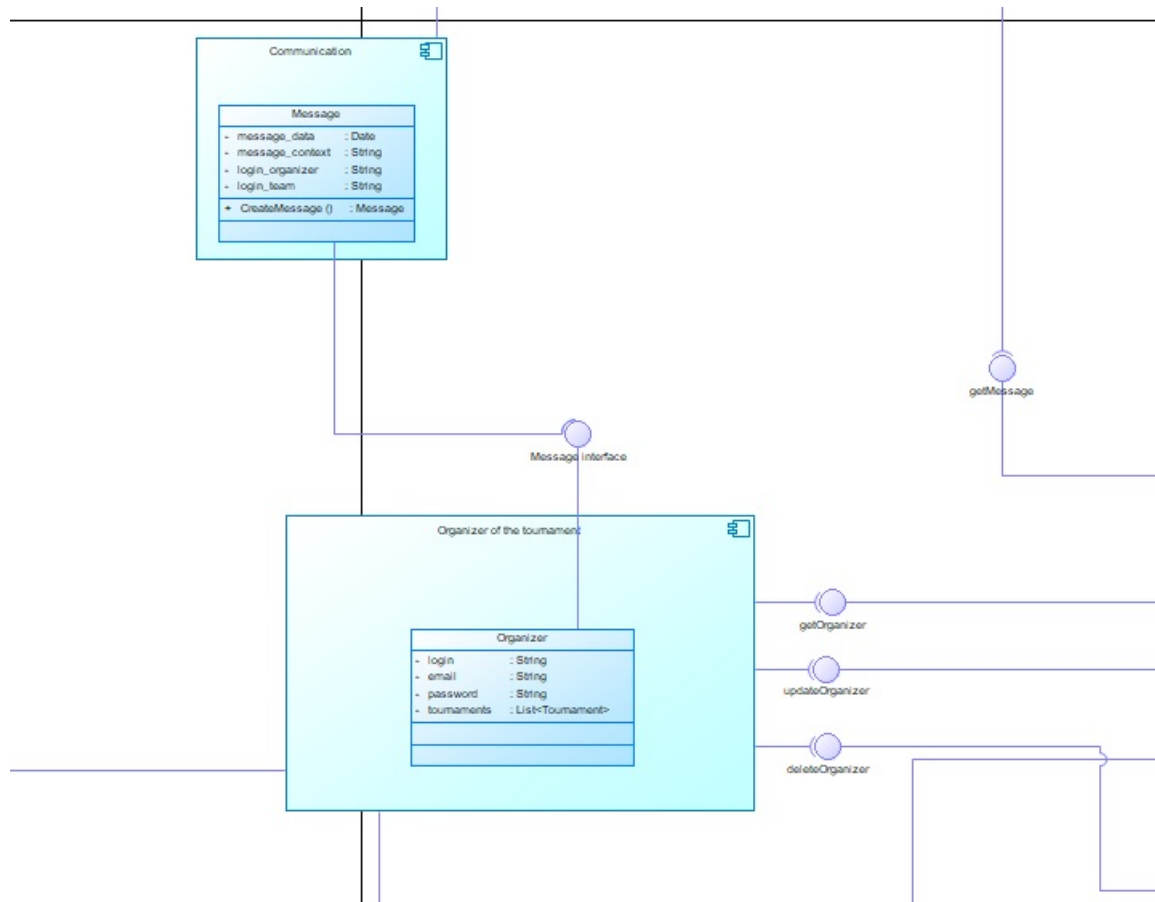 Communication
Message
- message_data : Date
- message_context : String
- login_organizer : String
- login_team : String
+ CreateMessage () : Message
getMessage
Message interface
Organizer of the tournament
getOrganizer
Organizer
- login : String
- email : String
- password : String
- tournaments : List<Tournament>
updateOrganizer
deleteOrganizer